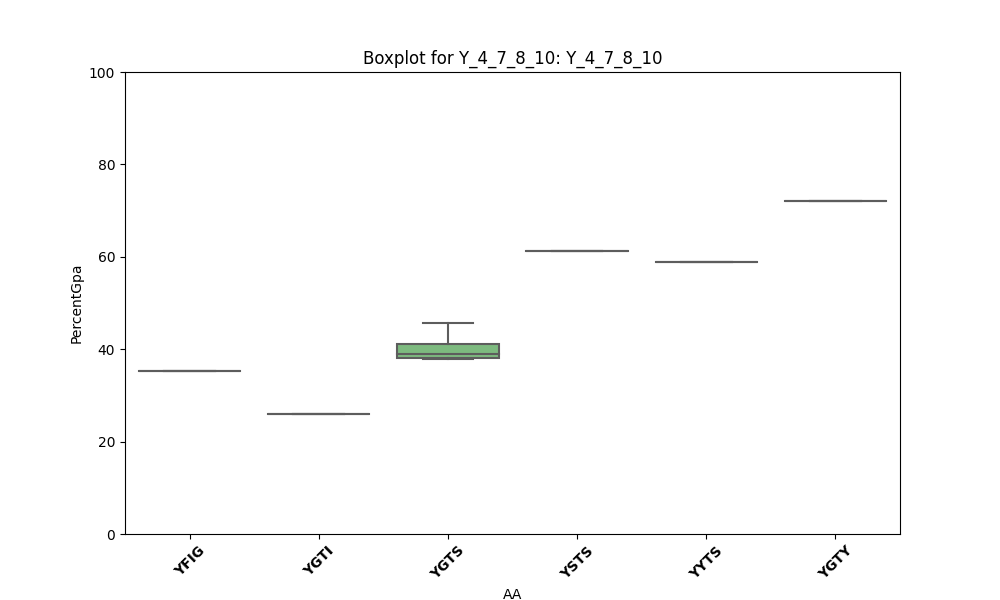 Boxplot for Y_4_7_8_10: Y_4_7_8_10
100
80
60
40
20
0
PercentGpa
YFIG
YGTI
YGTS
YSTS
YYTS
YGTY
AA